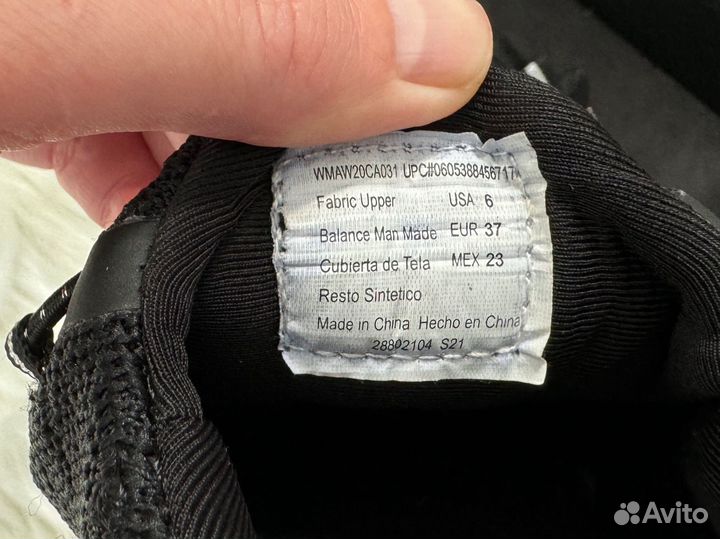 WMAW20CA031 UPC#060538845671
Fabric Upper USA 6
Balance Man Made EUR 37
Cubierta de Tela MEX 23
Resto Sintetico
Made in China Hecho en China
28802104 S21
Avito